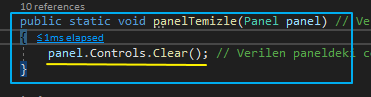 10 references
public static void panelTemizle(Panel panel) // Ve
{ ≤1ms elapsed
panel.Controls.Clear(); // Verilen paneldeki c
}